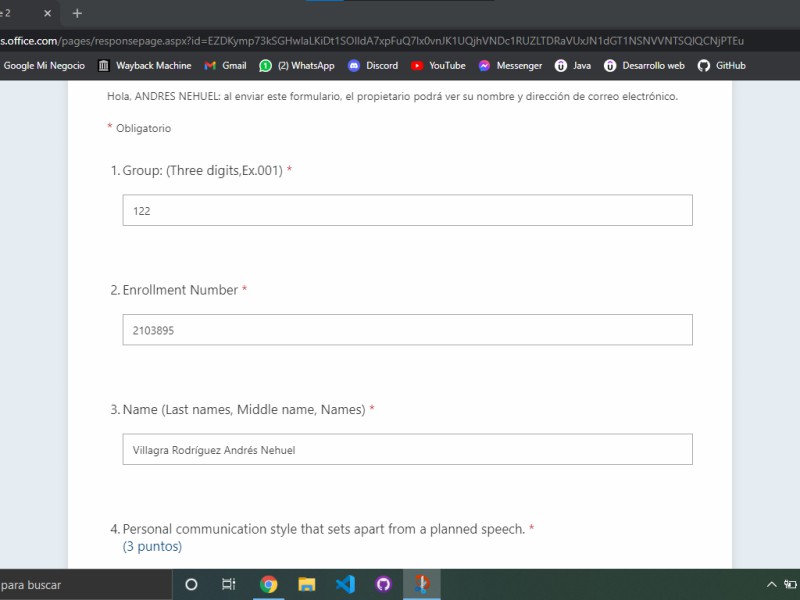 e 2
s.office.com/pages/responsepage.aspx?id=EZDKymp73kSGHwlaLKiDt1SOlIdA7xpFuQ7lx0vnJK1UQjhVNDc1RUZLTDRaVUxJN1dGT1NSNVVNTSQlQCNjPTEu
Google Mi Negocio Wayback Machine Gmail (2) WhatsApp Discord YouTube Messenger Java Desarrollo web GitHub
Hola, ANDRES NEHUEL: al enviar este formulario, el propietario podrá ver su nombre y dirección de correo electrónico.
* Obligatorio
1. Group: (Three digits,Ex.001) *
122
2. Enrollment Number *
2103895
3. Name (Last names, Middle name, Names) *
Villagra Rodríguez Andrés Nehuel
4. Personal communication style that sets apart from a planned speech. *
(3 puntos)
para buscar